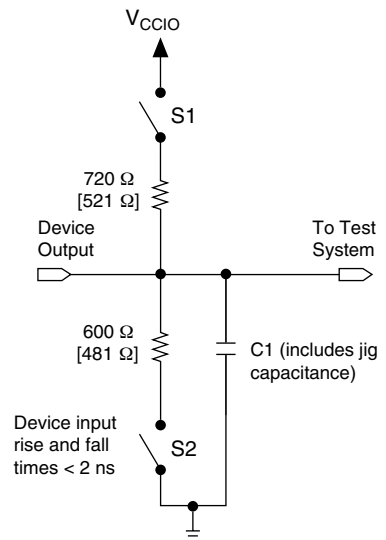 V_CCIO
S1
720 Ω
[521 Ω]
Device
Output
To Test
System
600 Ω
[481 Ω]
C1 (includes jig
capacitance)
Device input
rise and fall
times < 2 ns
S2